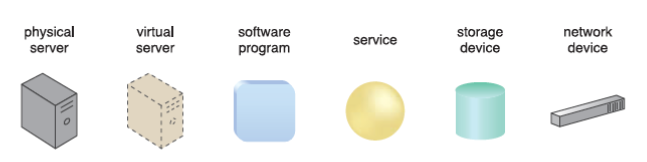 physical
server
virtual
server
software
program
service
storage
device
network
device